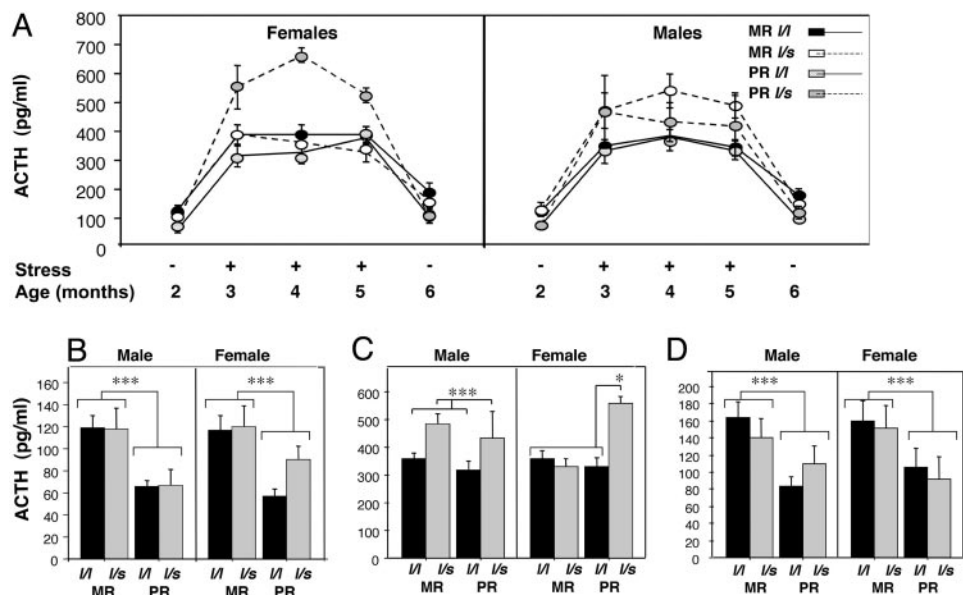 A
ACTH (pg/ml)
800
700
600
500
400
300
200
100
0
Females
Males
MR l/l
MR l/s
PR l/l
PR l/s
Stress - + + + - - + + + -
Age (months) 2 3 4 5 6 2 3 4 5 6
B
ACTH (pg/ml)
Male Female
160
140
120
100
80
60
40
20
0
*** ***
l/l l/s l/l l/s l/l l/s l/l l/s
MR PR MR PR
C
Male Female
600
500
400
300
200
100
0
*** *
l/l l/s l/l l/s l/l l/s l/l l/s
MR PR MR PR
D
Male Female
200
180
160
140
120
100
80
60
40
20
0
*** ***
l/l l/s l/l l/s l/l l/s l/l l/s
MR PR MR PR